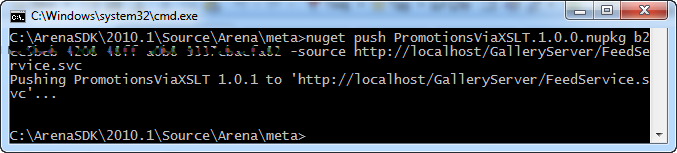 C:\Windows\system32\cmd.exe
C:\ArenaSDK\2010.1\Source\Arena\meta>nuget push PromotionsViaXSLT.1.0.0.nupkg b2
-source http://localhost/GalleryServer/FeedSe
rvice.svc
Pushing PromotionsViaXSLT 1.0.1 to 'http://localhost/GalleryServer/FeedService.s
vc'...
C:\ArenaSDK\2010.1\Source\Arena\meta>